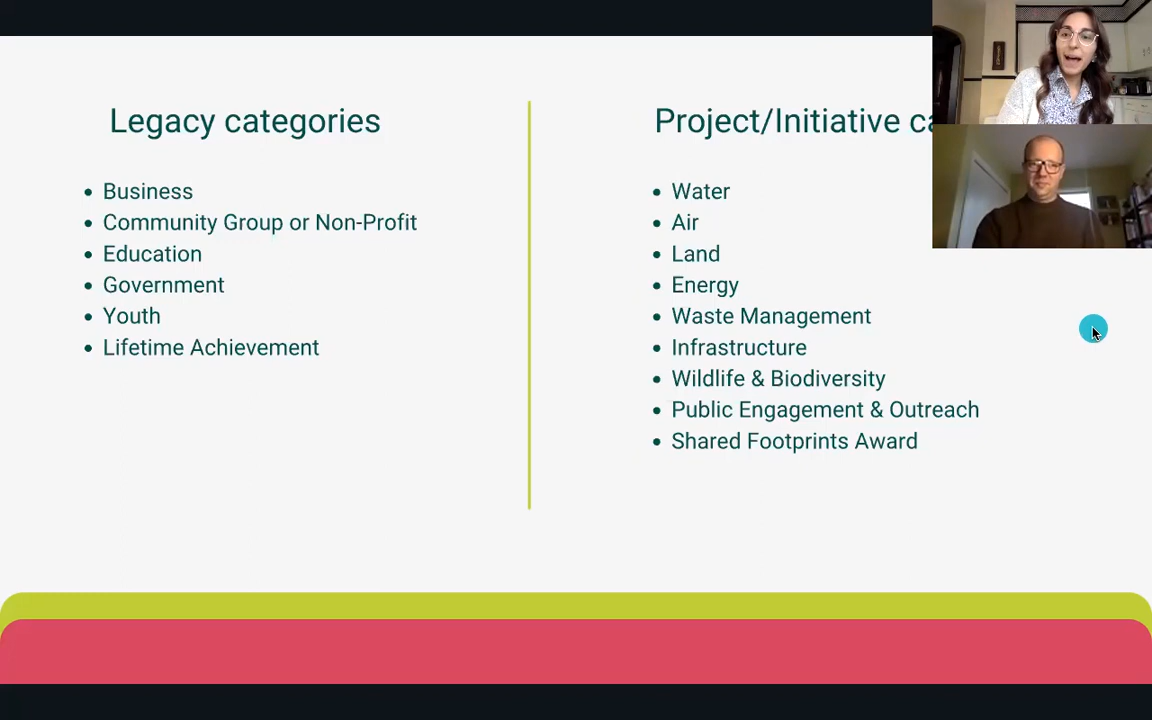 Legacy categories
Business
Community Group or Non-Profit
Education
Government
Youth
Lifetime Achievement
Project/Initiative
Water
Air
Land
Energy
Waste Management
Infrastructure
Wildlife & Biodiversity
Public Engagement & Outreach
Shared Footprints Award